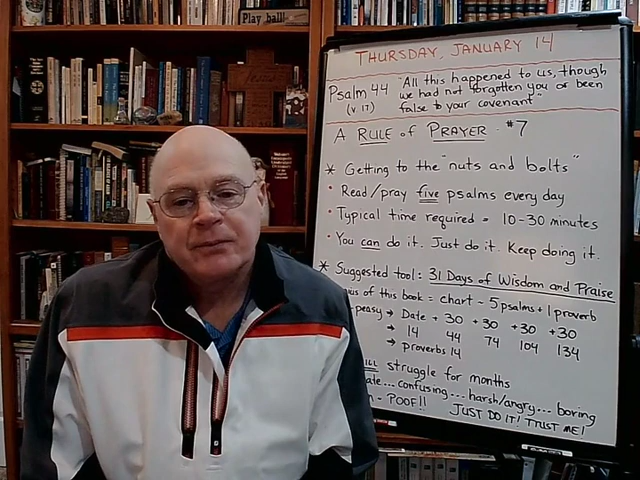 Play ball!
THURSDAY, JANUARY 14
Psalm 44 "All this happened to us, though
(v 17) we had not forgotten you or been
false to your covenant"
A RULE of PRAYER - #7
* Getting to the "nuts and bolts"
• Read/pray five psalms every day
• Typical time required = 10-30 minutes
• You can do it. Just do it. Keep doing it.
* Suggested tool: 31 Days of Wisdom and Praise
of this book = chart ~ 5 psalms + 1 proverb
peasy → Date + 30 + 30 + 30 + 30
→ 14 44 74 104 134
→ proverbs 14
struggle for months
ate... confusing... harsh/angry... boring
- POOF!! JUST DO IT! TRUST ME!